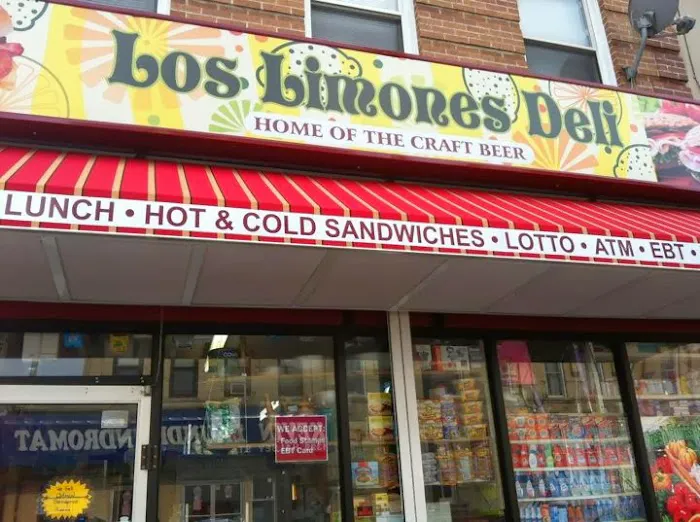 Los Limones Deli
HOME OF THE CRAFT BEER
LUNCH • HOT & COLD SANDWICHES • LOTTO • ATM • EBT •
WE ACCEPT:
Food Stamps
EBT Card
LAUNDROMAT